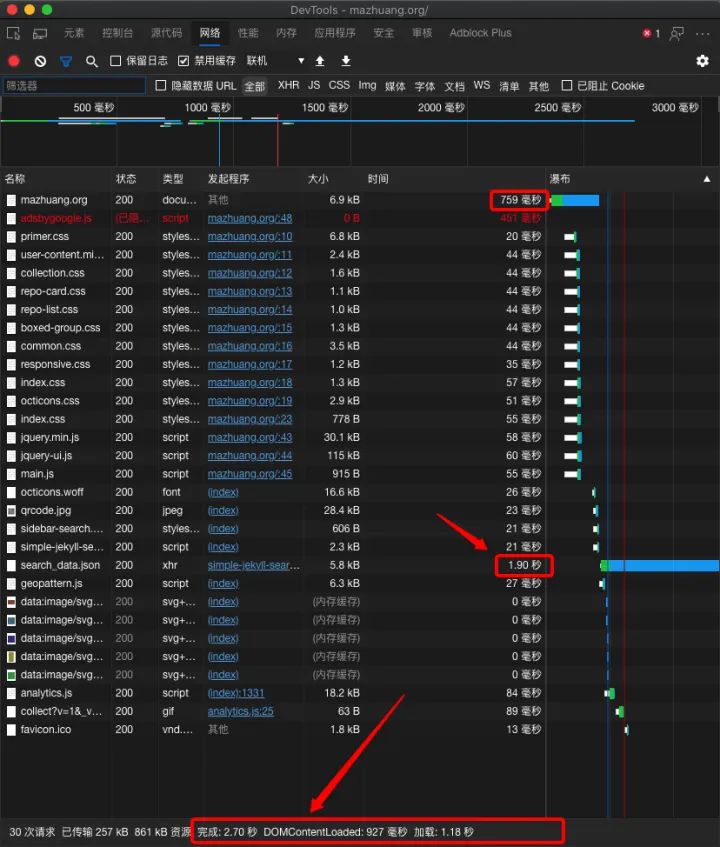 DevTools - mazhuang.org/
元素 控制台 源代码 网络 性能 内存 应用程序 安全 审核 Adblock Plus 1 ···
保留日志 禁用缓存 联机
筛选器 隐藏数据 URL 全部 XHR JS CSS Img 媒体 字体 文档 WS 清单 其他 已阻止 Cookie
500 毫秒 1000 毫秒 1500 毫秒 2000 毫秒 2500 毫秒 3000 毫秒
名称 状态 类型 发起程序 大小 时间 瀑布
mazhuang.org 200 docu... 其他 6.9 kB 759 毫秒
adsbygoogle.js (已阻... script mazhuang.org/:48 0 B 451 毫秒
primer.css 200 styles... mazhuang.org/:10 6.8 kB 20 毫秒
user-content.mi... 200 styles... mazhuang.org/:11 2.4 kB 44 毫秒
collection.css 200 styles... mazhuang.org/:12 1.6 kB 44 毫秒
repo-card.css 200 styles... mazhuang.org/:13 1.1 kB 44 毫秒
repo-list.css 200 styles... mazhuang.org/:14 1.0 kB 44 毫秒
boxed-group.css 200 styles... mazhuang.org/:15 1.3 kB 44 毫秒
common.css 200 styles... mazhuang.org/:16 3.5 kB 44 毫秒
responsive.css 200 styles... mazhuang.org/:17 1.2 kB 35 毫秒
index.css 200 styles... mazhuang.org/:18 1.3 kB 57 毫秒
octicons.css 200 styles... mazhuang.org/:19 2.9 kB 51 毫秒
index.css 200 styles... mazhuang.org/:23 778 B 55 毫秒
jquery.min.js 200 script mazhuang.org/:43 30.1 kB 58 毫秒
jquery-ui.js 200 script mazhuang.org/:44 115 kB 60 毫秒
main.js 200 script mazhuang.org/:45 915 B 55 毫秒
octicons.woff 200 font (index) 16.6 kB 26 毫秒
qrcode.jpg 200 jpeg (index) 28.4 kB 23 毫秒
sidebar-search.... 200 styles... (index) 606 B 21 毫秒
simple-jekyll-se... 200 script (index) 2.3 kB 21 毫秒
search_data.json 200 xhr simple-jekyll-sear... 5.8 kB 1.90 秒
geopattern.js 200 script (index) 6.3 kB 27 毫秒
data:image/svg... 200 svg+... (index) (内存缓存) 0 毫秒
data:image/svg... 200 svg+... (index) (内存缓存) 0 毫秒
data:image/svg... 200 svg+... (index) (内存缓存) 0 毫秒
data:image/svg... 200 svg+... (index) (内存缓存) 0 毫秒
data:image/svg... 200 svg+... (index) (内存缓存) 0 毫秒
analytics.js 200 script (index):1331 18.2 kB 84 毫秒
collect?v=1&_v... 200 gif analytics.js:25 63 B 89 毫秒
favicon.ico 200 vnd.... 其他 1.8 kB 13 毫秒
30 次请求 已传输 257 kB 861 kB 资源 完成: 2.70 秒 DOMContentLoaded: 927 毫秒 加载: 1.18 秒